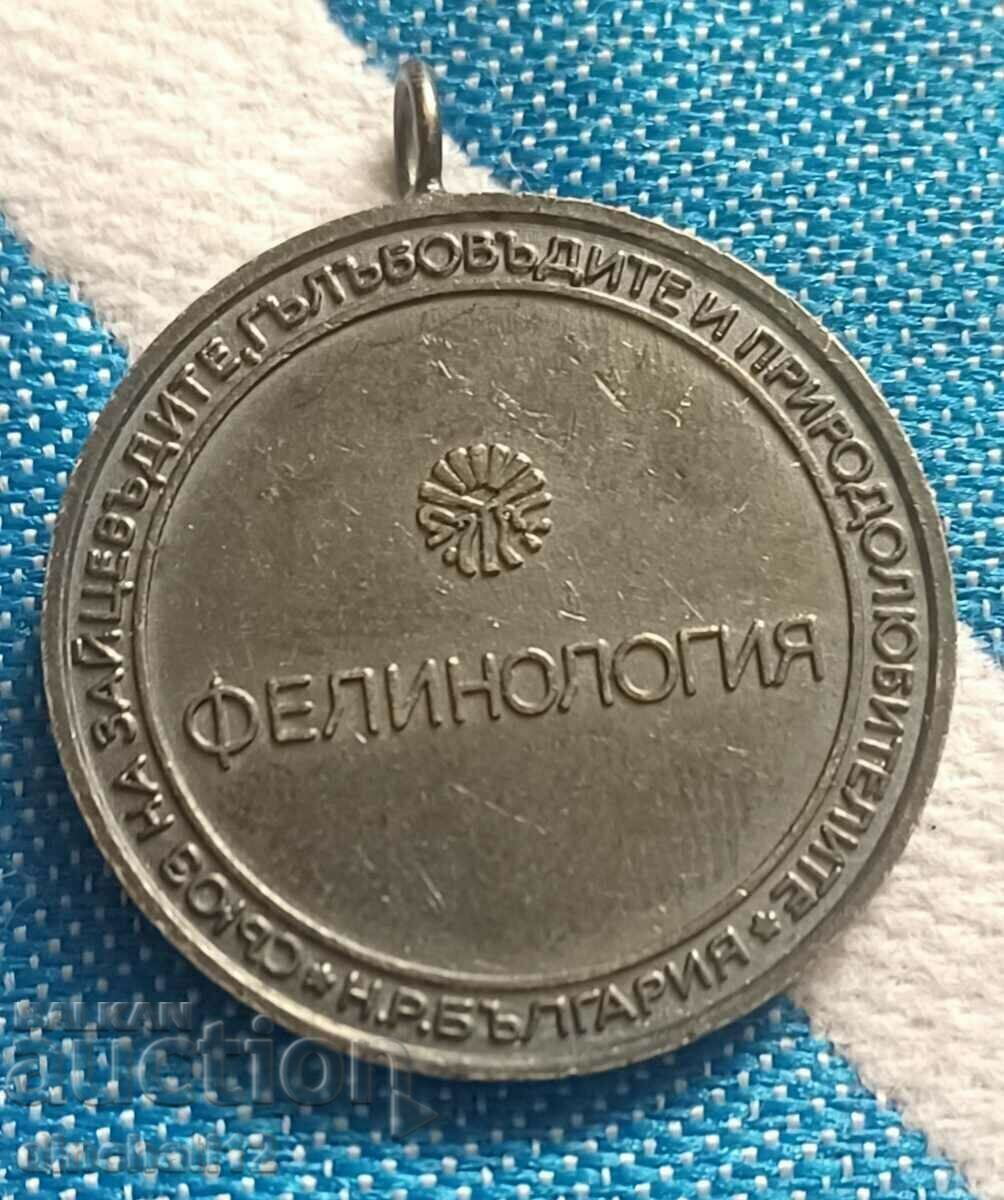 СЪЮЗ НА ЗАЙЦЕВЪДИТЕ, ГЪЛЪБОВЪДИТЕ И ПРИРОДОЛЮБИТЕЛИТЕ
★ Н.Р.БЪЛГАРИЯ ★
ФЕЛИНОЛОГИЯ
BALKAN
auction